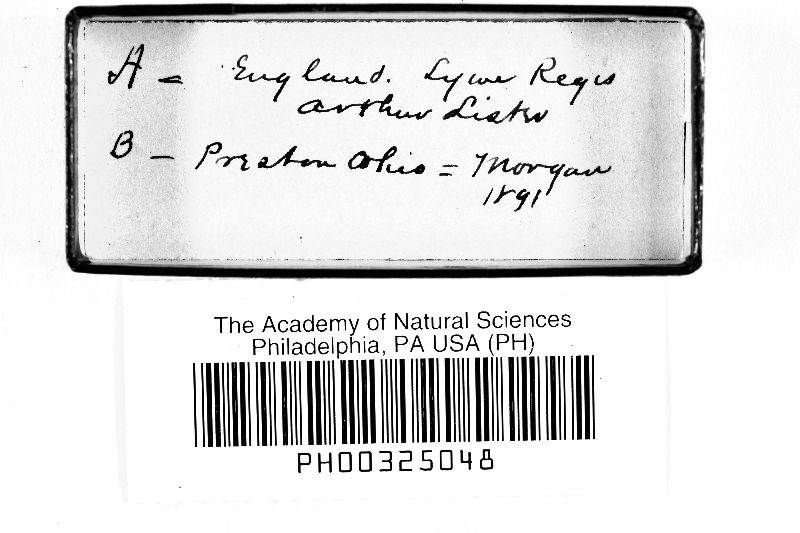 A = England. Lyme Regis
Arthur Lister
B - Preston Ohio = Morgan
1891
The Academy of Natural Sciences
Philadelphia, PA USA (PH)
PH00325048